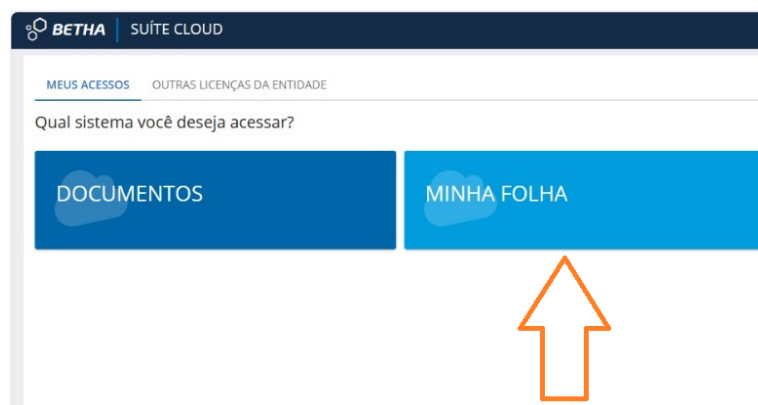 BETHA SUÍTE CLOUD
MEUS ACESSOS OUTRAS LICENÇAS DA ENTIDADE
Qual sistema você deseja acessar?
DOCUMENTOS MINHA FOLHA